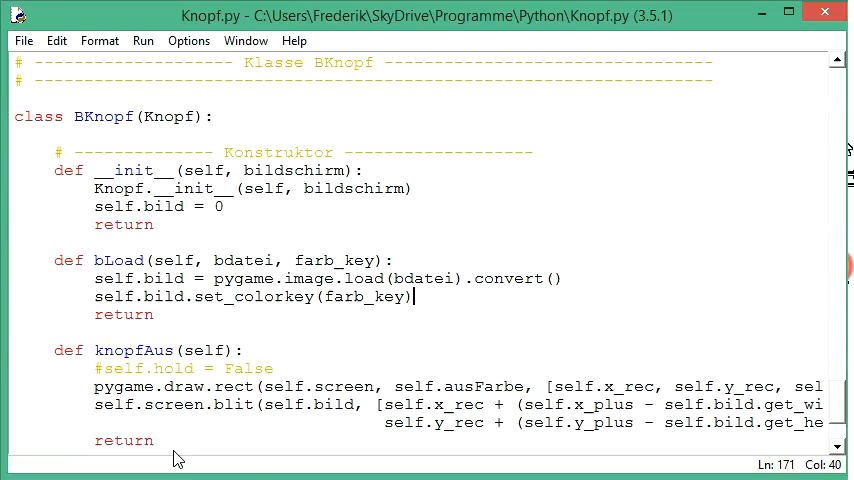 Knopf.py - C:\Users\Frederik\SkyDrive\Programme\Python\Knopf.py (3.5.1)
File Edit Format Run Options Window Help
# -------------------- Klasse BKnopf ---------------------------------
# --------------------------------------------------------------------
class BKnopf(Knopf):
# -------------- Konstruktor -------------------
def __init__(self, bildschirm):
Knopf.__init__(self, bildschirm)
self.bild = 0
return
def bLoad(self, bdatei, farb_key):
self.bild = pygame.image.load(bdatei).convert()
self.bild.set_colorkey(farb_key)
return
def knopfAus(self):
#self.hold = False
pygame.draw.rect(self.screen, self.ausFarbe, [self.x_rec, self.y_rec, sel
self.screen.blit(self.bild, [self.x_rec + (self.x_plus - self.bild.get_wi
self.y_rec + (self.y_plus - self.bild.get_he
return
Ln: 171 Col: 40